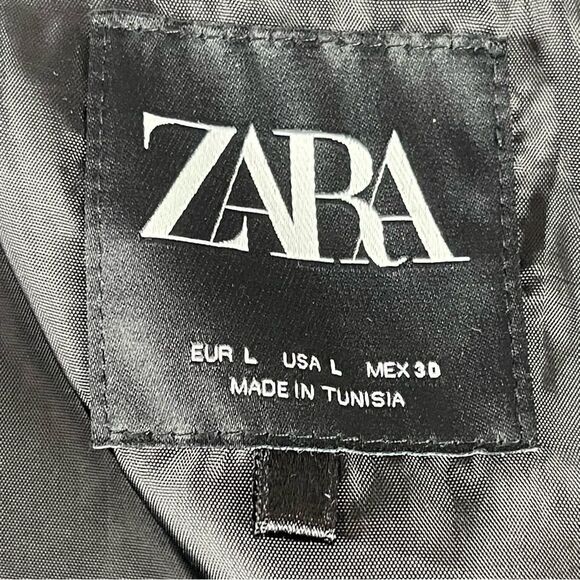 ZARA
EUR L USA L MEX 30
MADE IN TUNISIA